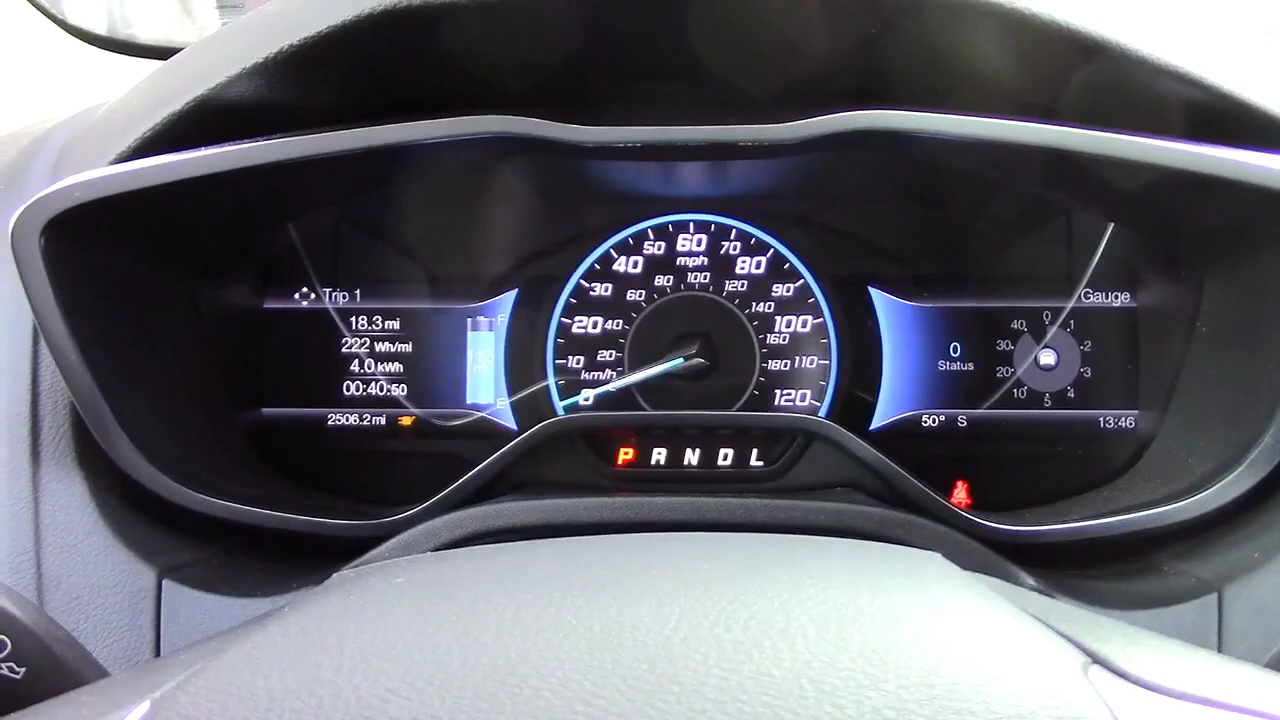 Trip 1
18.3 mi
222 Wh/mi
4.0 kWh
00:40:50
2506.2 mi
F
112
mi
E
0 10 20 30 40 50 60 70 80 90 100 110 120
mph
20 40 60 80 100 120 140 160 180
km/h
P R N D L
Gauge
0
Status
40 30 20 10
0 1 2 3 4 5
50° S
13:46